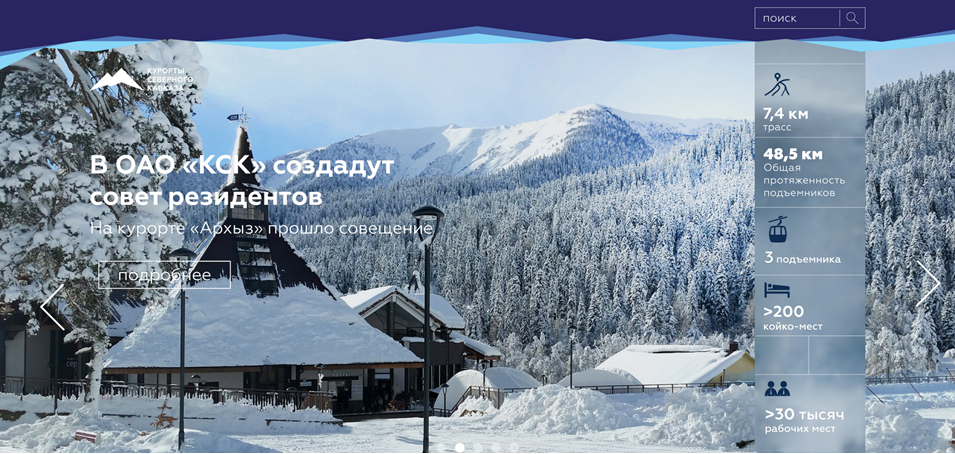 поиск
КУРОРТЫ
СЕВЕРНОГО
КАВКАЗА
В ОАО «КСК» создадут
совет резидентов
На курорте «Архыз» прошло совещение
подробнее
7,4 км
трасс
48,5 км
Общая
протяженность
подъемников
3 подъемника
>200
койко-мест
>30 тысяч
рабочих мест